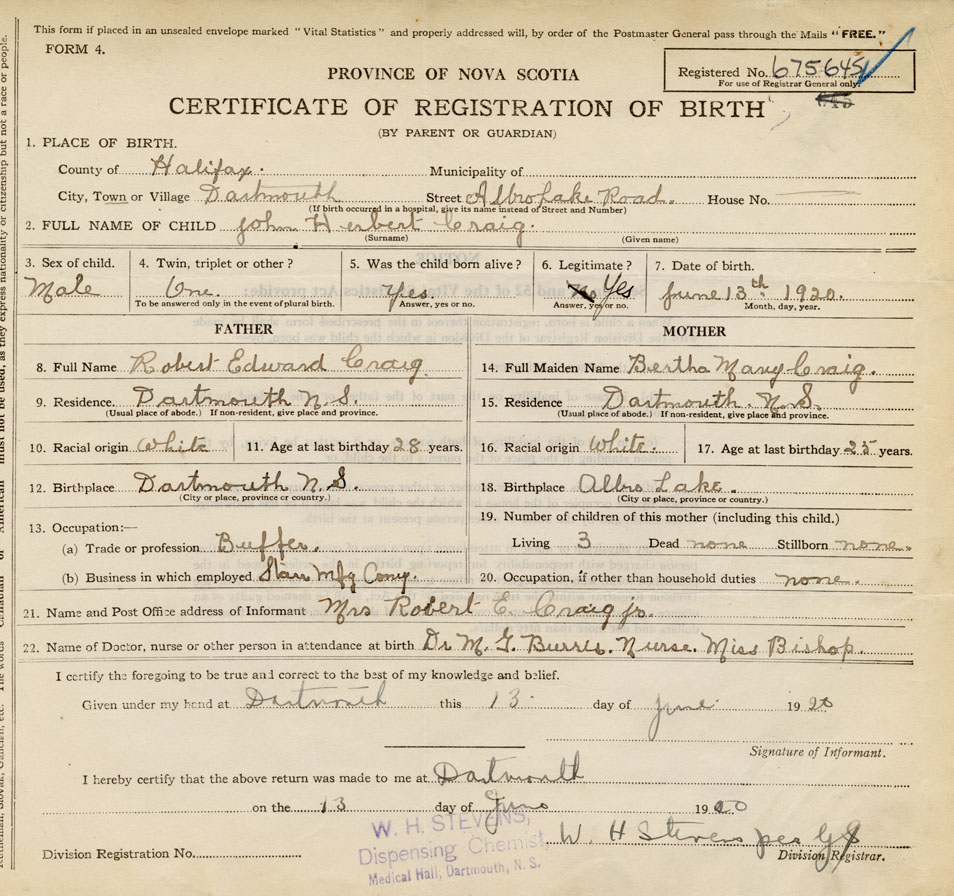 This form if placed in an unsealed envelope marked "Vital Statistics" and properly addressed will, by order of the Postmaster General pass through the Mails "FREE."
FORM 4.
Registered No. 675645
For use of Registrar General only.
PROVINCE OF NOVA SCOTIA
CERTIFICATE OF REGISTRATION OF BIRTH
(BY PARENT OR GUARDIAN)
1. PLACE OF BIRTH.
County of Halifax. Municipality of
City, Town or Village Dartmouth Street Albro Lake Road. House No.
(If birth occurred in a hospital, give its name instead of Street and Number)
2. FULL NAME OF CHILD John Herbert Craig.
(Surname) (Given name)
3. Sex of child. 4. Twin, triplet or other? 5. Was the child born alive? 6. Legitimate? 7. Date of birth.
Male One. Yes. No Yes June 13th 1920.
To be answered only in the event of plural birth. Answer, yes or no. Answer, yes or no. Month, day, year.
FATHER MOTHER
8. Full Name Robert Edward Craig 14. Full Maiden Name Bertha Mary Craig.
9. Residence. Dartmouth N.S. 15. Residence Dartmouth. N.S.
(Usual place of abode.) If non-resident, give place and province. (Usual place of abode.) If non-resident, give place and province.
10. Racial origin White 11. Age at last birthday 28 years. 16. Racial origin White. 17. Age at last birthday 25 years.
12. Birthplace Dartmouth N.S. 18. Birthplace Albro Lake.
(City or place, province or country.) (City or place, province or country.)
13. Occupation:— 19. Number of children of this mother (including this child.)
(a) Trade or profession Buffer. Living 3 Dead none Stillborn none.
(b) Business in which employed Starr Mfg Comy. 20. Occupation, if other than household duties none.
21. Name and Post Office address of Informant Mrs Robert E. Craig jr.
22. Name of Doctor, nurse or other person in attendance at birth Dr M. G. Burris. Nurse. Miss Bishop.
I certify the foregoing to be true and correct to the best of my knowledge and belief.
Given under my hand at Dartmouth this 13 day of June 1920
Signature of Informant.
I hereby certify that the above return was made to me at Dartmouth
on the 13 day of June 1920
W. H. STEVENS,
Dispensing Chemist,
Medical Hall, Dartmouth, N. S.
W H Stevens per
Division Registration No. Division Registrar.